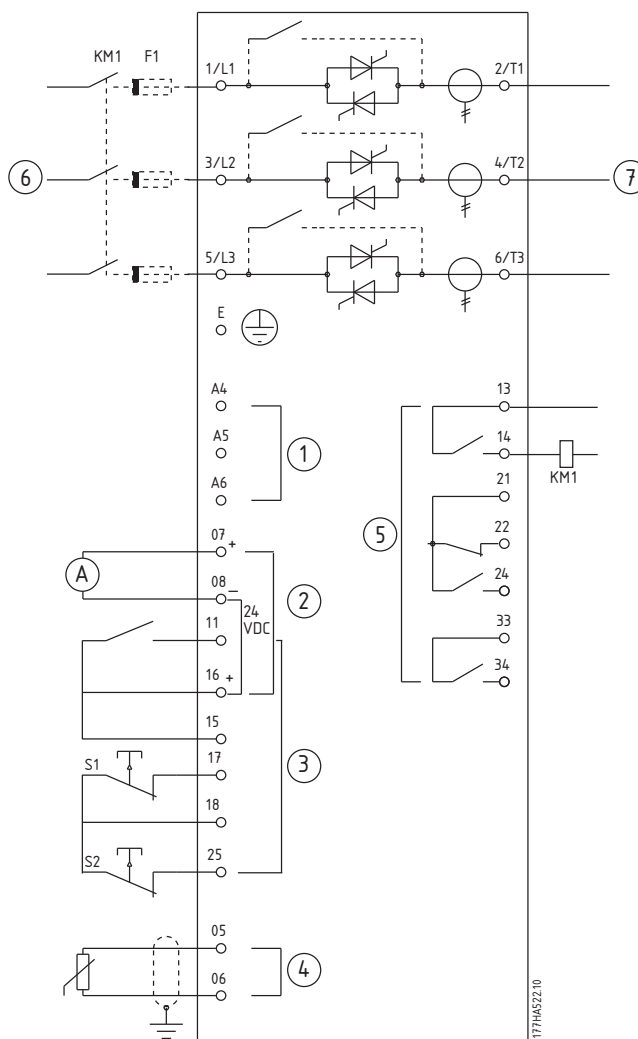 KM1 F1 1/L1 2/T1
6 3/L2 4/T2 7
5/L3 6/T3
E
A4 13
A5 1 14
KM1
A6 21
5
07 + 22
A
08 – 2 24
24
VDC
11 33
16 + 34
15
S1 17 3
18
S2 25
05
4
06
177HA522.10